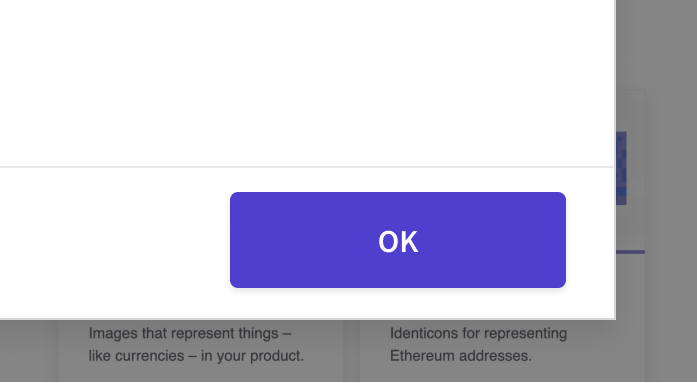 OK
Images that represent things –
like currencies – in your product.
Identicons for representing
Ethereum addresses.